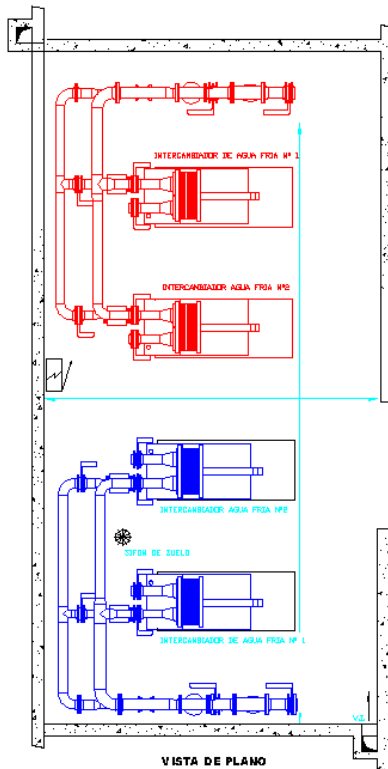 INTERCAMBIADOR DE AGUA FRIA Nº 1
INTERCAMBIADOR AGUA FRIA Nº2
INTERCAMBIADOR AGUA FRIA Nº2
SIFON DE SUELO
INTERCAMBIADOR DE AGUA FRIA Nº 1
VISTA DE PLANO